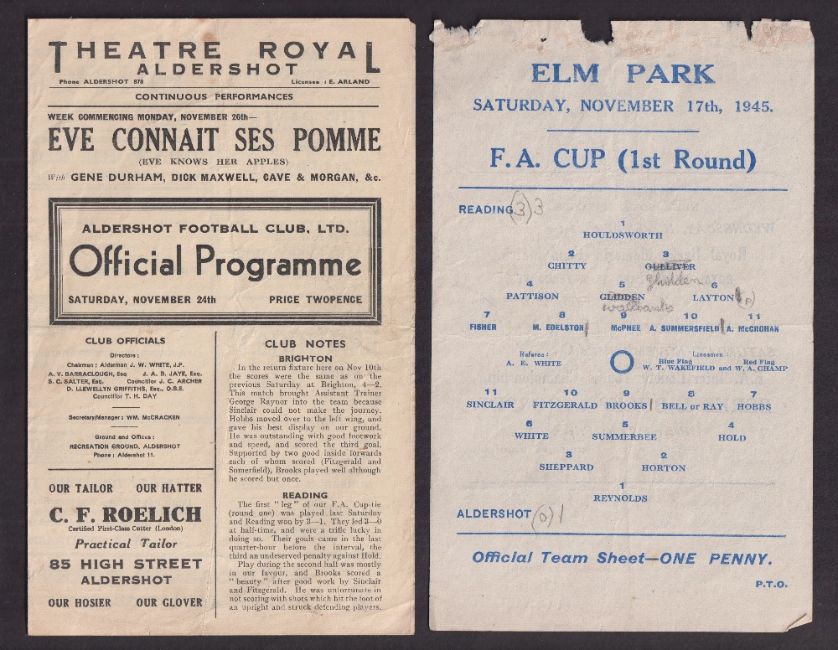 THEATRE ROYAL
ALDERSHOT
Phone ALDERSHOT 878 Licensee : E. ARLAND
CONTINUOUS PERFORMANCES
WEEK COMMENCING MONDAY, NOVEMBER 26th—
EVE CONNAIT SES POMME
(EVE KNOWS HER APPLES)
With GENE DURHAM, DICK MAXWELL, CAVE & MORGAN, &c.
ALDERSHOT FOOTBALL CLUB, LTD.
Official Programme
SATURDAY, NOVEMBER 24th PRICE TWOPENCE
CLUB OFFICIALS
Directors:
Chairman: Alderman J. W. WHITE, J.P.
A. V. BARRACLOUGH, Esq. J. A. B. JAYE, Esq.
S. C. SALTER, Esq. Councillor J. C. ARCHER
D. LLEWELLYN GRIFFITHS, Esq., O.B.E.
Councillor T. H. DAY
Secretary/Manager: WM. McCRACKEN
Ground and Offices:
RECREATION GROUND, ALDERSHOT
Phone: Aldershot 11.
OUR TAILOR OUR HATTER
C. F. ROELICH
Certified First-Class Cutter (London)
Practical Tailor
85 HIGH STREET
ALDERSHOT
OUR HOSIER OUR GLOVER
CLUB NOTES
BRIGHTON
In the return fixture here on Nov 10th
the scores were the same as on the
previous Saturday at Brighton, 4—2.
This match brought Assistant Trainer
George Raynor into the team because
Sinclair could not make the journey.
Hobbs moved over to the left wing, and
gave his best display on our ground.
He was outstanding with good footwork
and speed, and scored the third goal.
Supported by two good inside forwards
each of whom scored (Fitzgerald and
Somerfield), Brooks played well although
he scored but once.
READING
The first "leg" of our F.A. Cup-tie
(round one) was played last Saturday
and Reading won by 3—1. They led 3—0
at half-time, and were a trifle lucky in
doing so. Their goals came in the last
quarter-hour before the interval, the
third an undeserved penalty against Hold.
Play during the second half was mostly
in our favour, and Brooks scored a
"beauty" after good work by Sinclair
and Fitzgerald. He was unfortunate in
not scoring with shots which hit the foot of
an upright and struck defending players.
ELM PARK
SATURDAY, NOVEMBER 17th, 1945.
F.A. CUP (1st Round)
READING (3) 3
1
HOULDSWORTH
2 3
CHITTY GULLIVER
glidden
4 5 6
PATTISON GLIDDEN LAYTON (p)
7 8 9 10 11
FISHER M. EDELSTON McPHEE A. SUMMERSFIELD A. McCROHAN
Referee: Linesmen—
A. E. WHITE Blue Flag Red Flag
W. T. WAKEFIELD and W. A. CHAMP
11 10 9 8 7
SINCLAIR FITZGERALD BROOKS BELL or RAY HOBBS
6 5 4
WHITE SUMMERBEE HOLD
3 2
SHEPPARD HORTON
1
REYNOLDS
ALDERSHOT (0) 1
Official Team Sheet—ONE PENNY.
P.T.O.